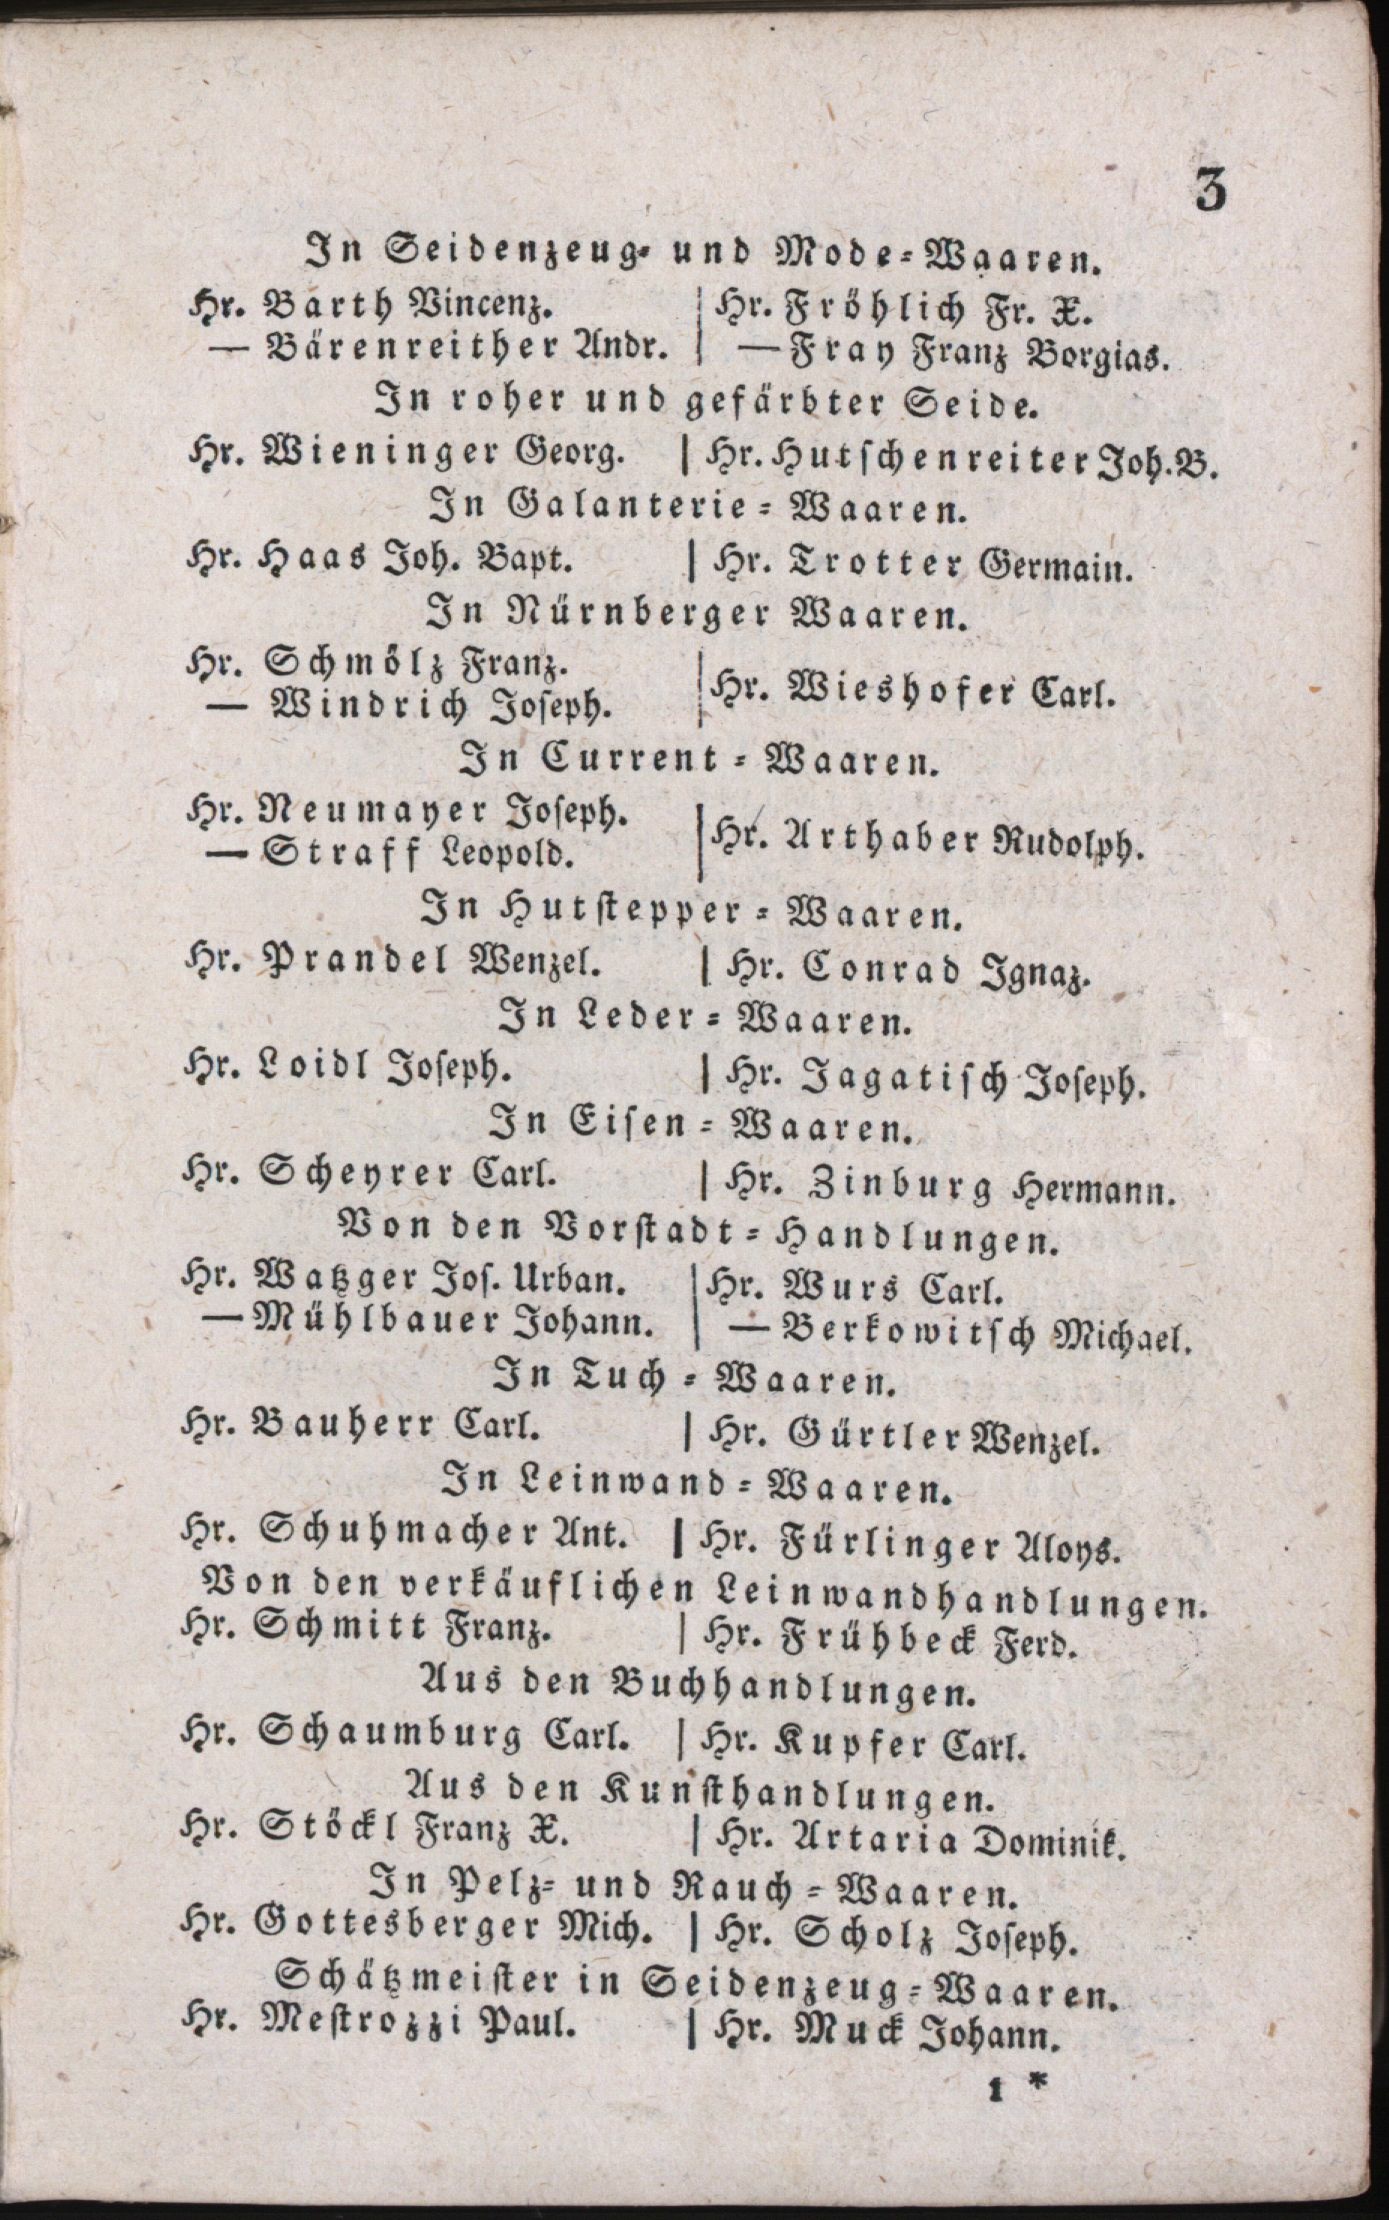 3
In Seidenzeug- und Mode-Waaren.
Hr. Barth Vincenz. | Hr. Fröhlich Fr. X.
— Bärenreither Andr. | — Fray Franz Borgias.
In roher und gefärbter Seide.
Hr. Wieninger Georg. | Hr. Hutschenreiter Joh. B.
In Galanterie-Waaren.
Hr. Haas Joh. Bapt. | Hr. Trotter Germain.
In Nürnberger Waaren.
Hr. Schmölz Franz.
— Windrich Joseph. | Hr. Wieshofer Carl.
In Current-Waaren.
Hr. Neumayer Joseph.
— Straff Leopold. | Hr. Arthaber Rudolph.
In Hutstepper-Waaren.
Hr. Prandel Wenzel. | Hr. Conrad Ignaz.
In Leder-Waaren.
Hr. Loidl Joseph. | Hr. Jagatisch Joseph.
In Eisen-Waaren.
Hr. Scheyrer Carl. | Hr. Zinburg Hermann.
Von den Vorstadt-Handlungen.
Hr. Watzger Jos. Urban. | Hr. Wurs Carl.
— Mühlbauer Johann. | — Berkowitsch Michael.
In Tuch-Waaren.
Hr. Bauherr Carl. | Hr. Gürtler Wenzel.
In Leinwand-Waaren.
Hr. Schuhmacher Ant. | Hr. Fürlinger Aloys.
Von den verkäuflichen Leinwandhandlungen.
Hr. Schmitt Franz. | Hr. Frühbeck Ferd.
Aus den Buchhandlungen.
Hr. Schaumburg Carl. | Hr. Kupfer Carl.
Aus den Kunsthandlungen.
Hr. Stöckl Franz X. | Hr. Artaria Dominik.
In Pelz- und Rauch-Waaren.
Hr. Gottesberger Mich. | Hr. Scholz Joseph.
Schätzmeister in Seidenzeug-Waaren.
Hr. Mestrozzi Paul. | Hr. Muck Johann.
1 *